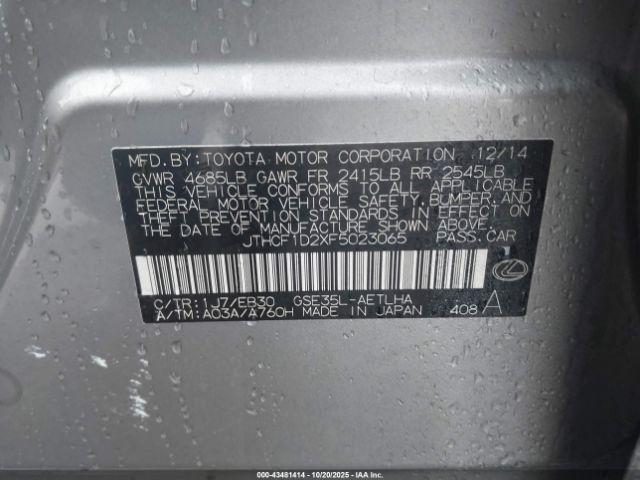 MFD. BY: TOYOTA MOTOR CORPORATION 12/14
GVWR 4685LB GAWR FR 2415LB RR 2545LB
THIS VEHICLE CONFORMS TO ALL APPLICABLE
FEDERAL MOTOR VEHICLE SAFETY, BUMPER, AND
THEFT PREVENTION STANDARDS IN EFFECT ON
THE DATE OF MANUFACTURE SHOWN ABOVE.
JTHCF1D2XF5023065 PASS. CAR
C/TR: 1J7/EB30 GSE35L-AETLHA
A/TM: A03A/A760H MADE IN JAPAN 408 A
000-43481414 | 10/20/2025 | IAAI.COM